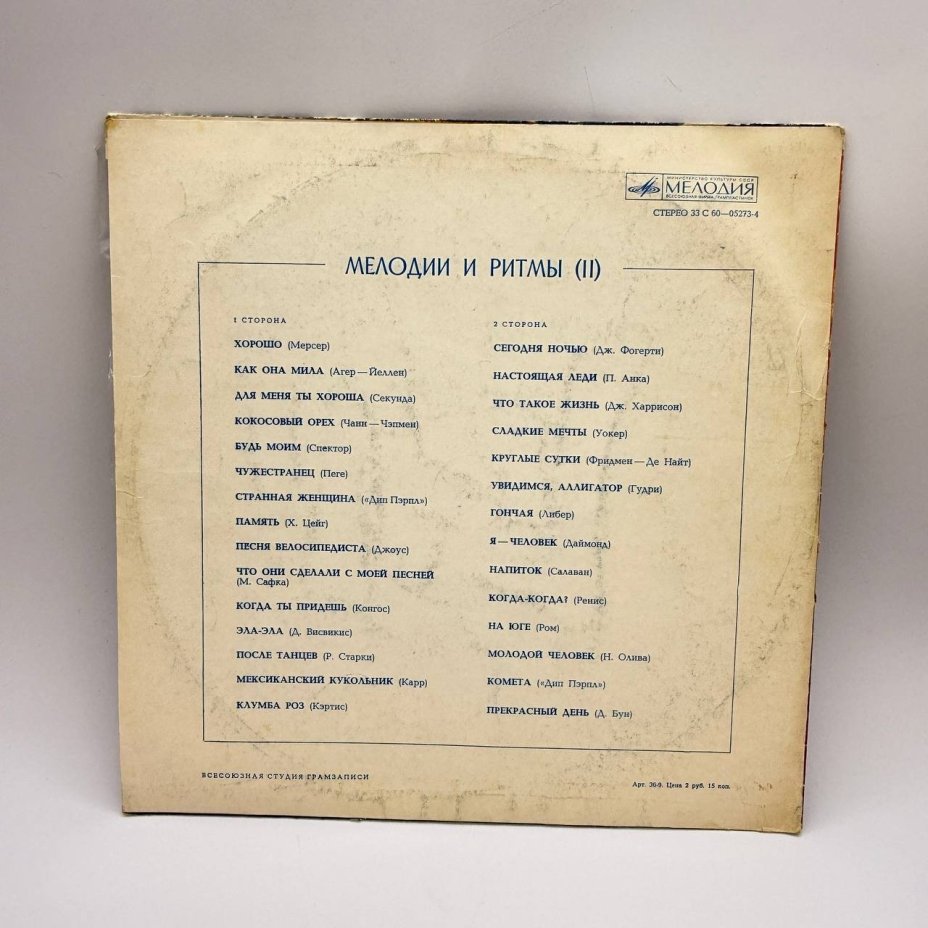 МИНИСТЕРСТВО КУЛЬТУРЫ СССР
МЕЛОДИЯ
ВСЕСОЮЗНАЯ ФИРМА ГРАМПЛАСТИНОК
СТЕРЕО 33 С 60—05273-4
МЕЛОДИИ И РИТМЫ (II)
1 СТОРОНА
ХОРОШО (Мерсер)
КАК ОНА МИЛА (Агер — Йеллен)
ДЛЯ МЕНЯ ТЫ ХОРОША (Секунда)
КОКОСОВЫЙ ОРЕХ (Чанн — Чэпмен)
БУДЬ МОИМ (Спектор)
ЧУЖЕСТРАНЕЦ (Пеге)
СТРАННАЯ ЖЕНЩИНА («Дип Пэрпл»)
ПАМЯТЬ (Х. Цейг)
ПЕСНЯ ВЕЛОСИПЕДИСТА (Джоус)
ЧТО ОНИ СДЕЛАЛИ С МОЕЙ ПЕСНЕЙ
(М. Сафка)
КОГДА ТЫ ПРИДЕШЬ (Конгос)
ЭЛА-ЭЛА (Д. Висвикис)
ПОСЛЕ ТАНЦЕВ (Р. Старки)
МЕКСИКАНСКИЙ КУКОЛЬНИК (Карр)
КЛУМБА РОЗ (Кэртис)
2 СТОРОНА
СЕГОДНЯ НОЧЬЮ (Дж. Фогерти)
НАСТОЯЩАЯ ЛЕДИ (П. Анка)
ЧТО ТАКОЕ ЖИЗНЬ (Дж. Харрисон)
СЛАДКИЕ МЕЧТЫ (Уокер)
КРУГЛЫЕ СУТКИ (Фридмен — Де Найт)
УВИДИМСЯ, АЛЛИГАТОР (Гудри)
ГОНЧАЯ (Либер)
Я — ЧЕЛОВЕК (Даймонд)
НАПИТОК (Салаван)
КОГДА-КОГДА? (Ренис)
НА ЮГЕ (Ром)
МОЛОДОЙ ЧЕЛОВЕК (Н. Олива)
КОМЕТА («Дип Пэрпл»)
ПРЕКРАСНЫЙ ДЕНЬ (Д. Бун)
ВСЕСОЮЗНАЯ СТУДИЯ ГРАМЗАПИСИ
Арт. 36-9. Цена 2 руб. 15 коп.